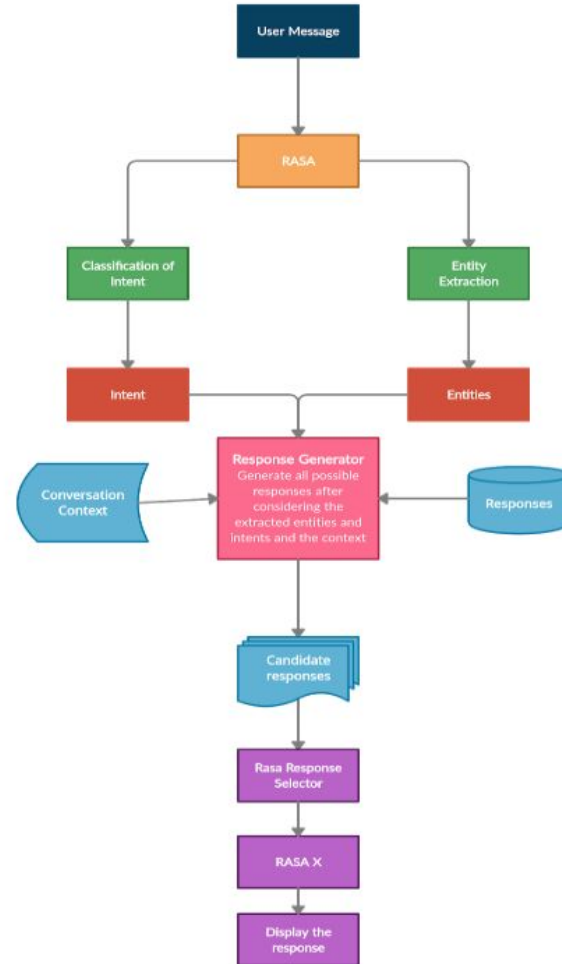 User Message
RASA
Classification of
Intent
Entity
Extraction
Intent
Entities
Response Generator
Generate all possible
responses after
considering the
extracted entities and
intents and the context
Conversation
Context
Responses
Candidate
responses
Rasa Response
Selector
RASA X
Display the
response